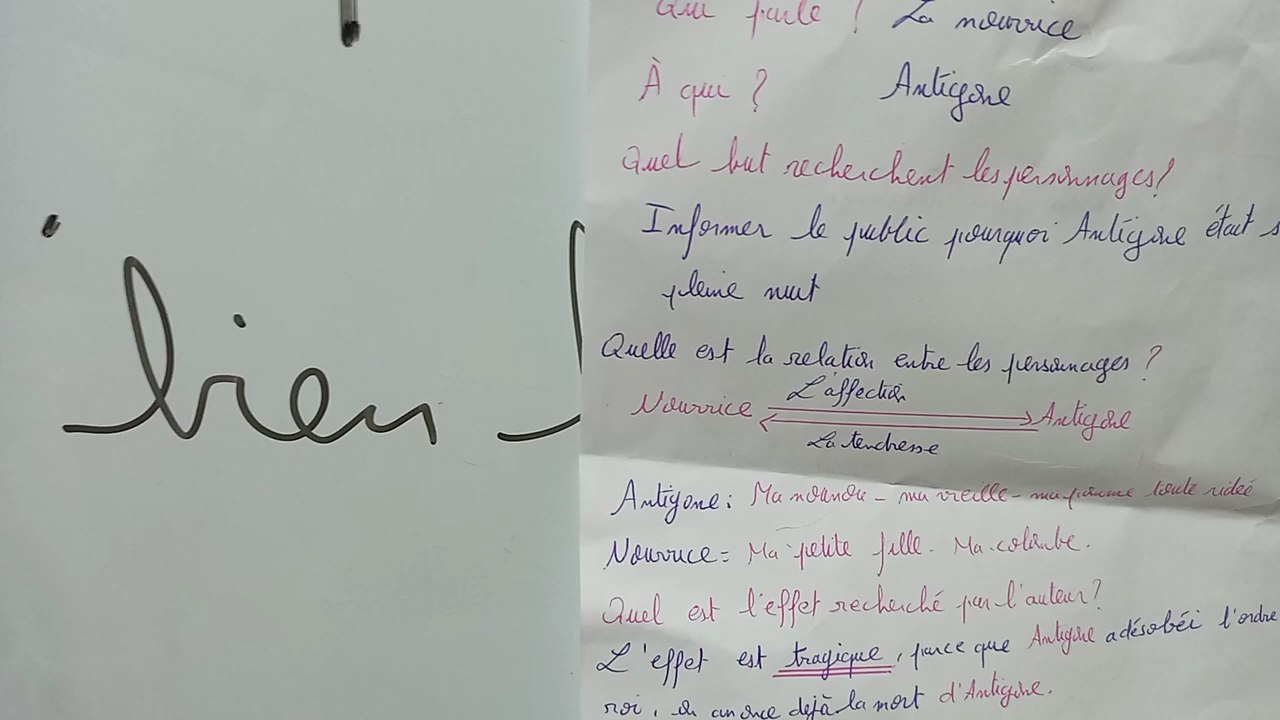 bien
Qui parle ! La nourrice
À qui ? Antigone
Quel but recherchent les personnages ?
Informer le public pourquoi Antigone était
pleine nuit
Quelle est la relation entre les personnages ?
L'affection
Nourrice Antigone
La tendresse
Antigone : Ma nounou - ma vieille - ma pomme toute ridée
Nourrice = Ma petite fille. Ma colombe.
Quel est l'effet recherché par l'auteur ?
L'effet est tragique, parce que Antigone a désobéi l'ordre
roi, on anonce dejà la mort d'Antigone.